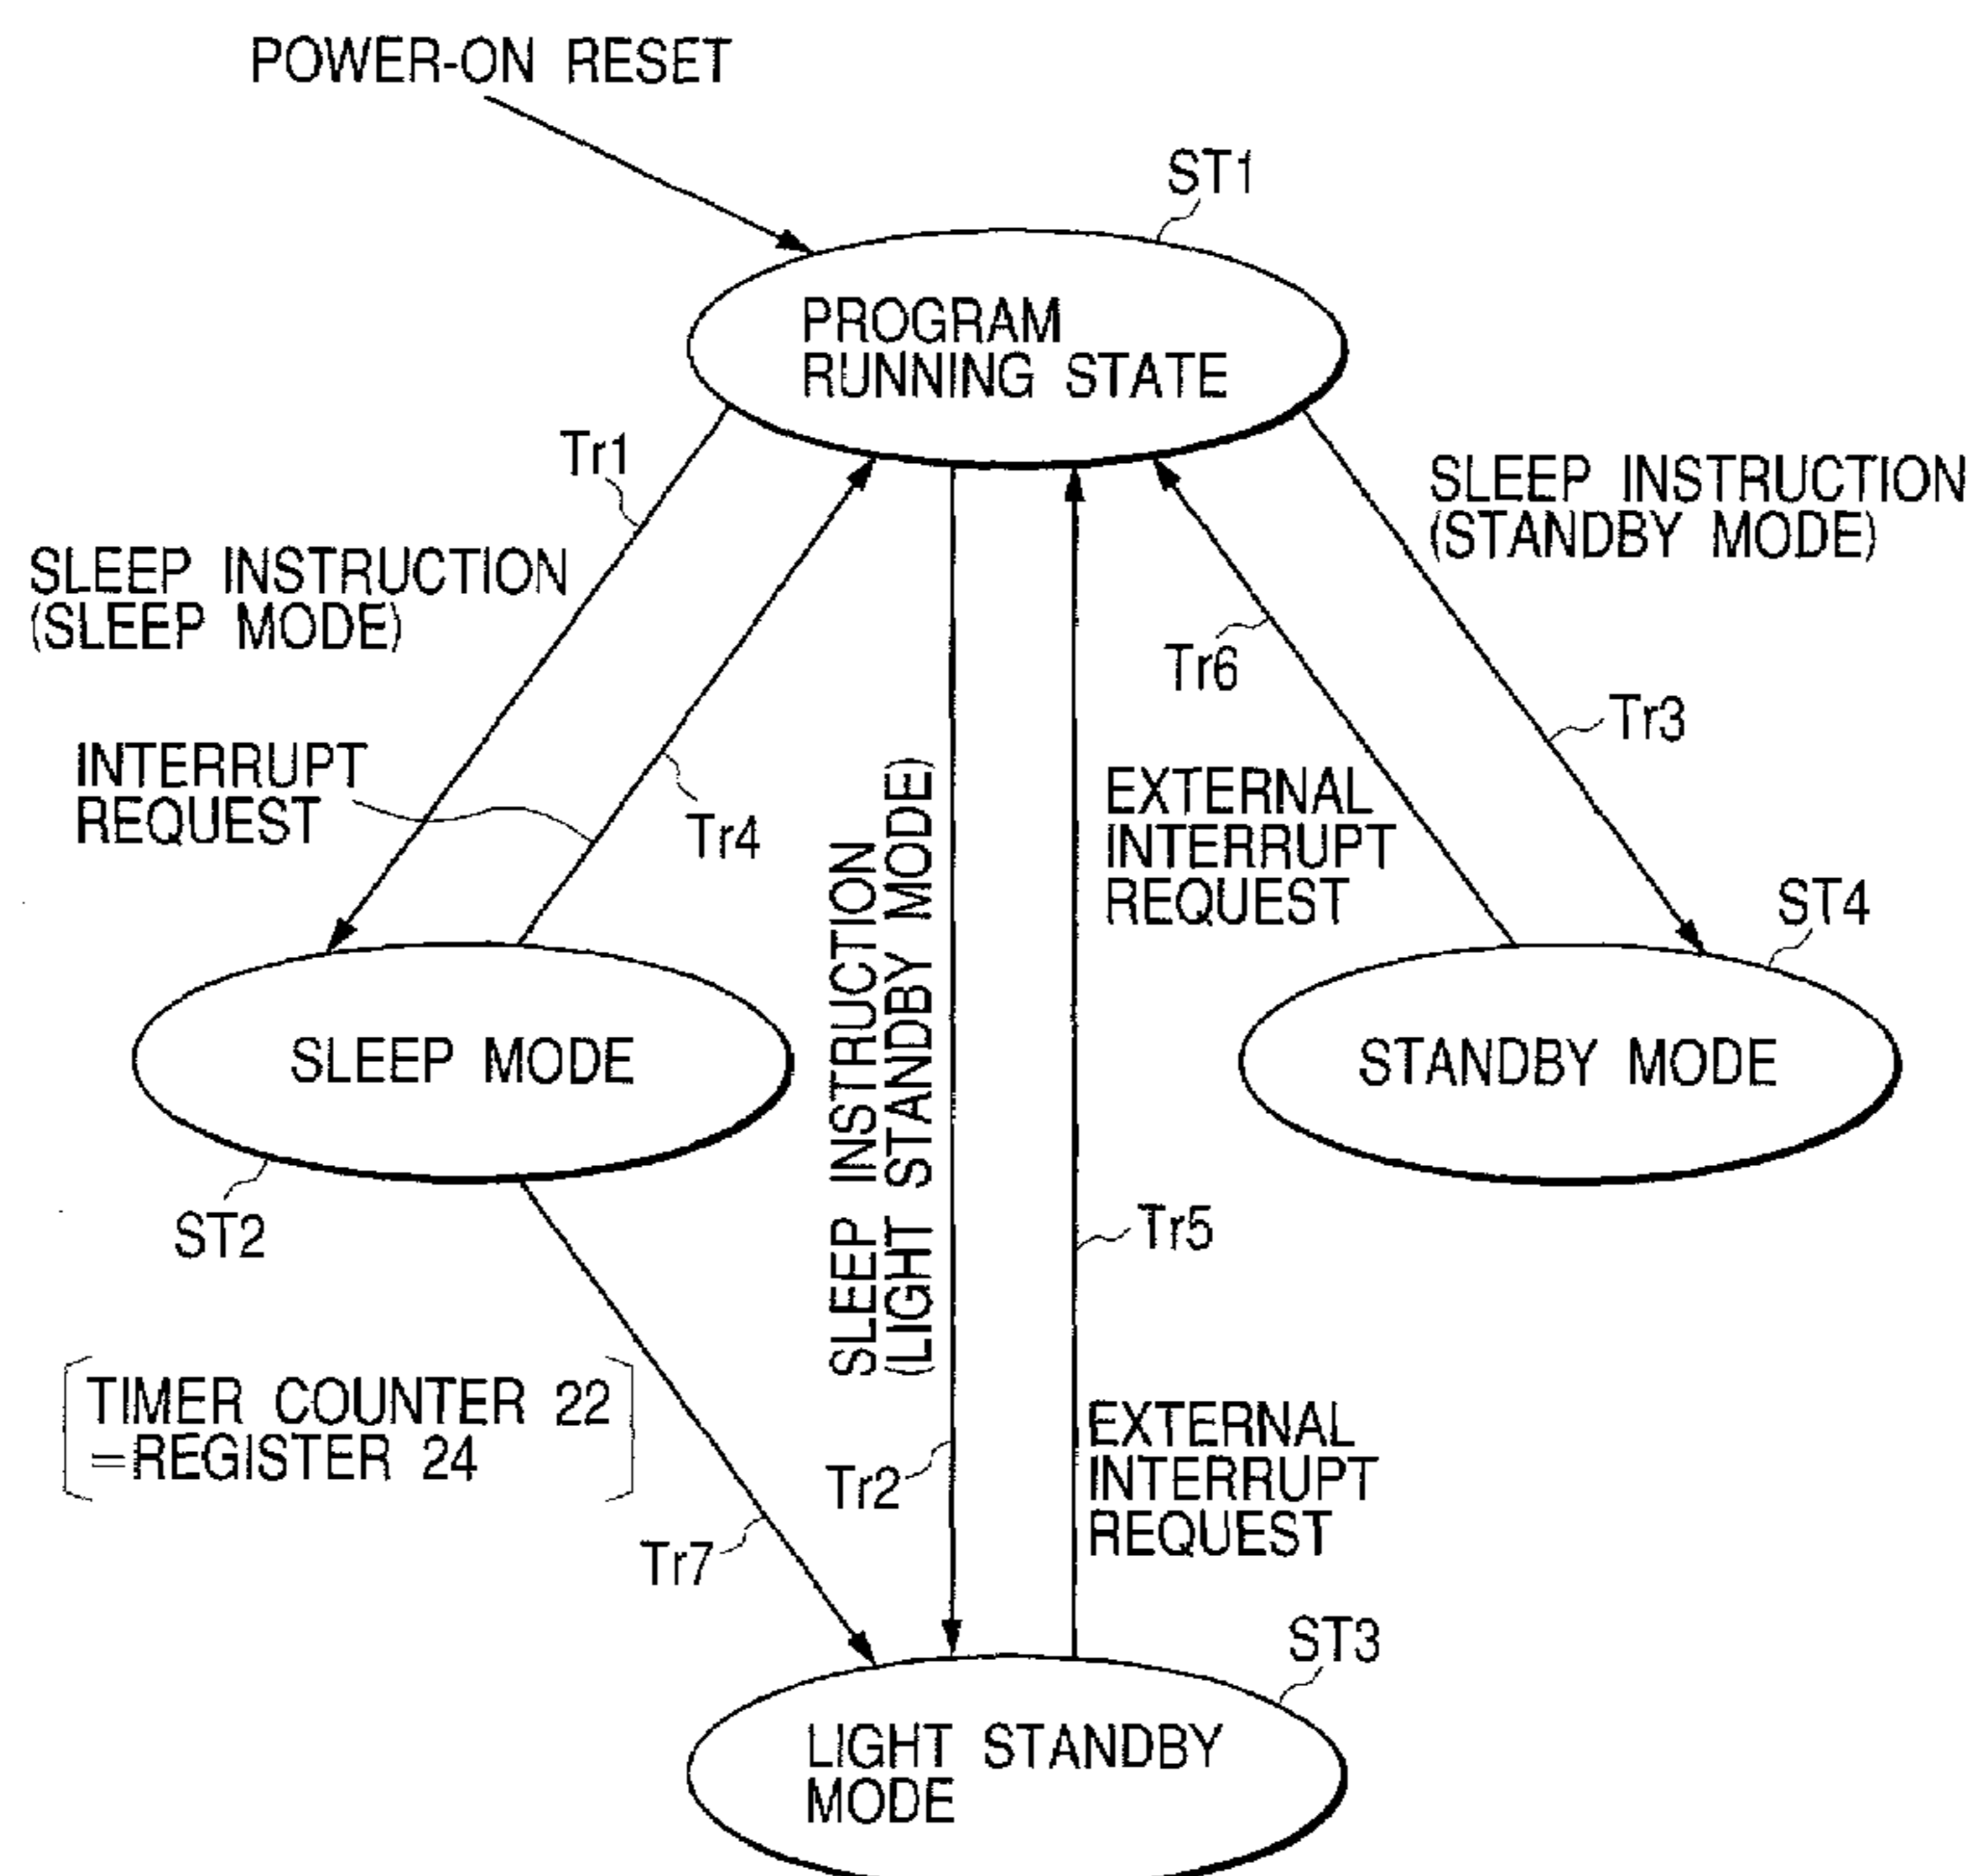 POWER-ON RESET
ST1
PROGRAM
RUNNING STATE
Tr1
SLEEP INSTRUCTION
(STANDBY MODE)
SLEEP INSTRUCTION
(SLEEP MODE)
Tr6
Tr3
INTERRUPT
REQUEST
Tr4
EXTERNAL
INTERRUPT
REQUEST
SLEEP INSTRUCTION
(LIGHT STANDBY MODE)
ST4
SLEEP MODE
STANDBY MODE
ST2
Tr5
TIMER COUNTER 22
=REGISTER 24
Tr2
EXTERNAL
INTERRUPT
REQUEST
Tr7
ST3
LIGHT STANDBY
MODE